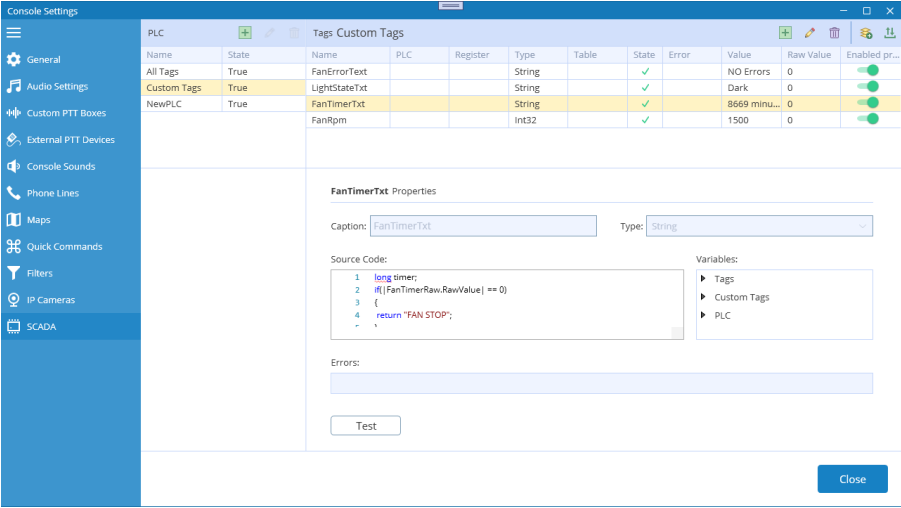 Console Settings
PLC
Tags Custom Tags
Name State
Name PLC Register Type Table State Error Value Raw Value Enabled pr...
All Tags True
FanErrorText String NO Errors 0
Custom Tags True
LightStateTxt String Dark 0
NewPLC True
FanTimerTxt String 8669 minu... 0
FanRpm Int32 1500 0
General
Audio Settings
Custom PTT Boxes
External PTT Devices
Console Sounds
Phone Lines
Maps
Quick Commands
Filters
IP Cameras
SCADA
FanTimerTxt Properties
Caption: FanTimerTxt Type: String
Source Code:
1 long timer;
2 if(|FanTimerRaw.RawValue| == 0)
3 {
4 return "FAN STOP";
Variables:
Tags
Custom Tags
PLC
Errors:
Test
Close